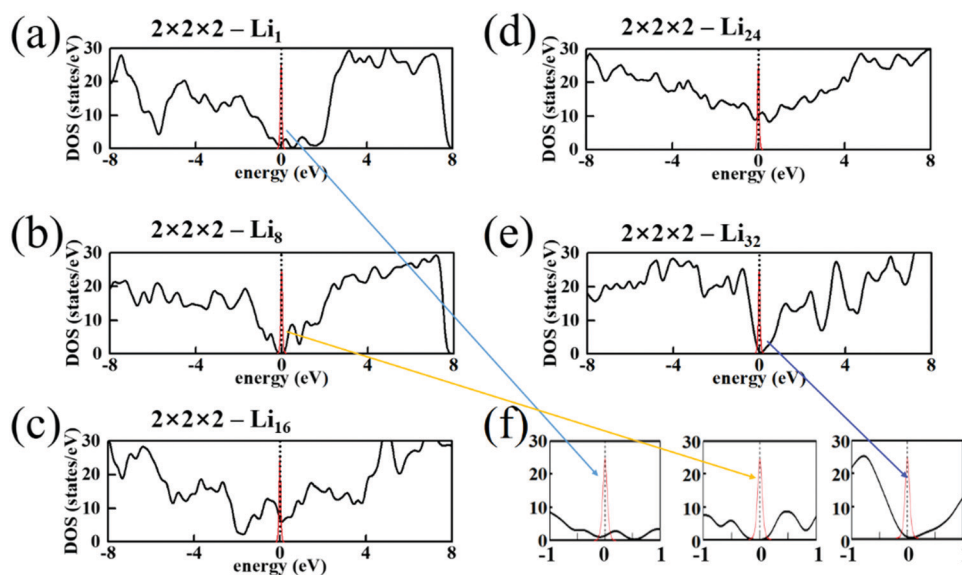 (a)
2×2×2 – Li1
DOS (states/eV)
30
20
10
0
-8 -4 0 4 8
energy (eV)
(b)
2×2×2 – Li8
DOS (states/eV)
30
20
10
0
-8 -4 0 4 8
energy (eV)
(c)
2×2×2 – Li16
DOS (states/eV)
30
20
10
0
-8 -4 0 4 8
energy (eV)
(d)
2×2×2 – Li24
DOS (states/eV)
30
20
10
0
-8 -4 0 4 8
energy (eV)
(e)
2×2×2 – Li32
DOS (states/eV)
30
20
10
0
-8 -4 0 4 8
energy (eV)
(f)
30
20
10
0
-1 0 1
30
20
10
0
-1 0 1
30
20
10
0
-1 0 1